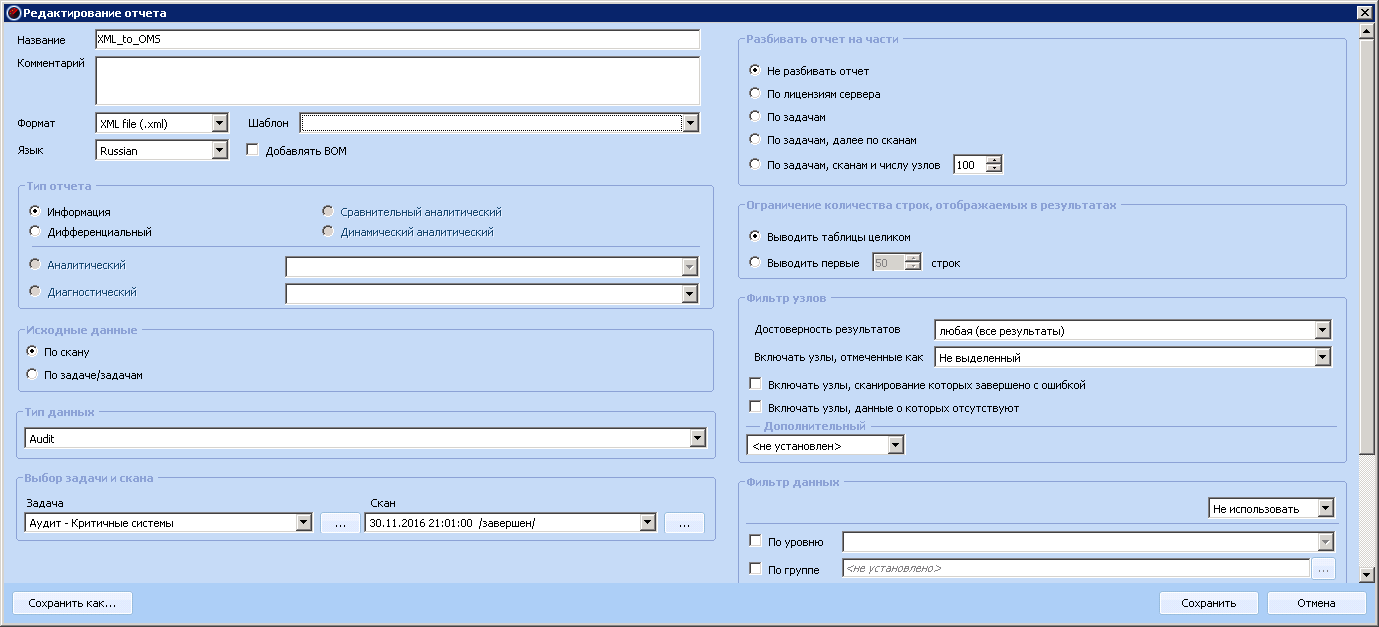 Редактирование отчета
Название
XML_to_OMS
Комментарий
Формат
XML file (.xml)
Шаблон
Язык
Russian
Добавлять BOM
Тип отчета
Информация
Сравнительный аналитический
Дифференциальный
Динамический аналитический
Аналитический
Диагностический
Исходные данные
По скану
По задаче/задачам
Тип данных
Audit
Выбор задачи и скана
Задача
Скан
Аудит - Критичные системы
...
30.11.2016 21:01:00 /завершен/
...
Разбивать отчет на части
Не разбивать отчет
По лицензиям сервера
По задачам
По задачам, далее по сканам
По задачам, сканам и числу узлов
100
Ограничение количества строк, отображаемых в результатах
Выводить таблицы целиком
Выводить первые
50
строк
Фильтр узлов
Достоверность результатов
любая (все результаты)
Включать узлы, отмеченные как
Не выделенный
Включать узлы, сканирование которых завершено с ошибкой
Включать узлы, данные о которых отсутствуют
Дополнительный
<не установлен>
Фильтр данных
Не использовать
По уровню
По группе
<не установлено>
...
Сохранить как...
Сохранить
Отмена